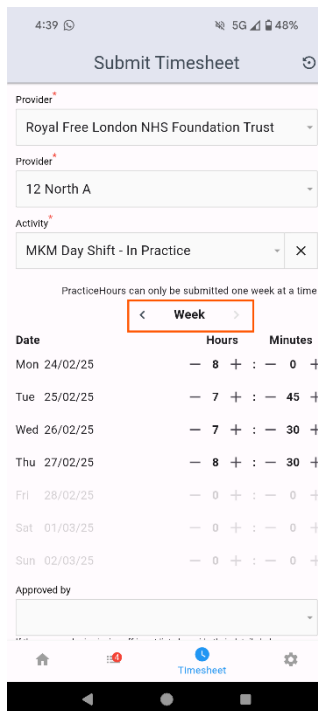 4:39 5G 48%
Submit Timesheet
Provider*
Royal Free London NHS Foundation Trust
Provider*
12 North A
Activity*
MKM Day Shift - In Practice ×
PracticeHours can only be submitted one week at a time
< Week >
Date Hours Minutes
Mon 24/02/25 — 8 + : — 0 +
Tue 25/02/25 — 7 + : — 45 +
Wed 26/02/25 — 7 + : — 30 +
Thu 27/02/25 — 8 + : — 30 +
Fri 28/02/25 — 0 + : — 0 +
Sat 01/03/25 — 0 + : — 0 +
Sun 02/03/25 — 0 + : — 0 +
Approved by
4
Timesheet